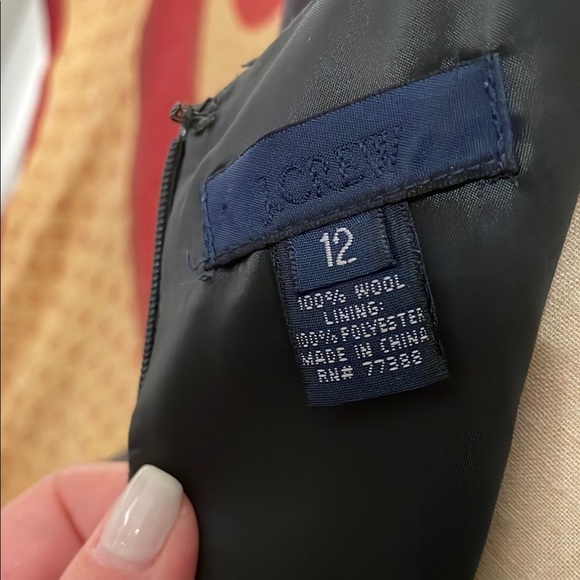 J.CREW
12
100% WOOL
LINING:
100% POLYESTER
MADE IN CHINA
RN# 77388